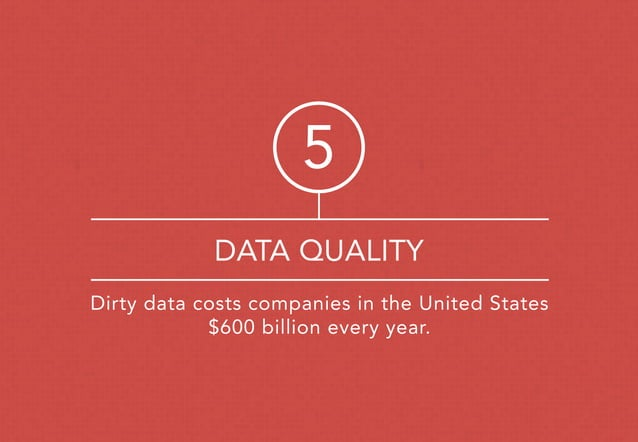 5
DATA QUALITY
Dirty data costs companies in the United States
$600 billion every year.